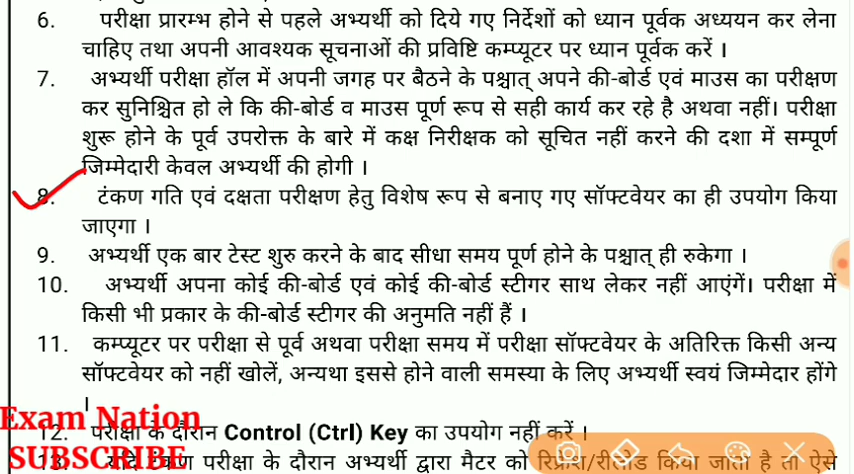 6. परीक्षा प्रारम्भ होने से पहले अभ्यर्थी को दिये गए निर्देशों को ध्यान पूर्वक अध्ययन कर लेना
चाहिए तथा अपनी आवश्यक सूचनाओं की प्रविष्टि कम्प्यूटर पर ध्यान पूर्वक करें ।
7. अभ्यर्थी परीक्षा हॉल में अपनी जगह पर बैठने के पश्चात् अपने की-बोर्ड एवं माउस का परीक्षण
कर सुनिश्चित हो ले कि की-बोर्ड व माउस पूर्ण रूप से सही कार्य कर रहे है अथवा नहीं। परीक्षा
शुरू होने के पूर्व उपरोक्त के बारे में कक्ष निरीक्षक को सूचित नहीं करने की दशा में सम्पूर्ण
जिम्मेदारी केवल अभ्यर्थी की होगी ।
8. टंकण गति एवं दक्षता परीक्षण हेतु विशेष रूप से बनाए गए सॉफ्टवेयर का ही उपयोग किया
जाएगा ।
9. अभ्यर्थी एक बार टेस्ट शुरु करने के बाद सीधा समय पूर्ण होने के पश्चात् ही रुकेगा ।
10. अभ्यर्थी अपना कोई की-बोर्ड एवं कोई की-बोर्ड स्टीगर साथ लेकर नहीं आएंगें। परीक्षा में
किसी भी प्रकार के की-बोर्ड स्टीगर की अनुमति नहीं हैं ।
11. कम्प्यूटर पर परीक्षा से पूर्व अथवा परीक्षा समय में परीक्षा सॉफ्टवेयर के अतिरिक्त किसी अन्य
सॉफ्टवेयर को नहीं खोलें, अन्यथा इससे होने वाली समस्या के लिए अभ्यर्थी स्वयं जिम्मेदार होंगे
।
Exam Nation
12. परीक्षा के दौरान Control (Ctrl) Key का उपयोग नहीं करें ।
SUBSCRIBE
13. यदि टंकण परीक्षा के दौरान अभ्यर्थी द्वारा मैटर को रिफ्रेश/रीलोड किया जाता है तो ऐसे